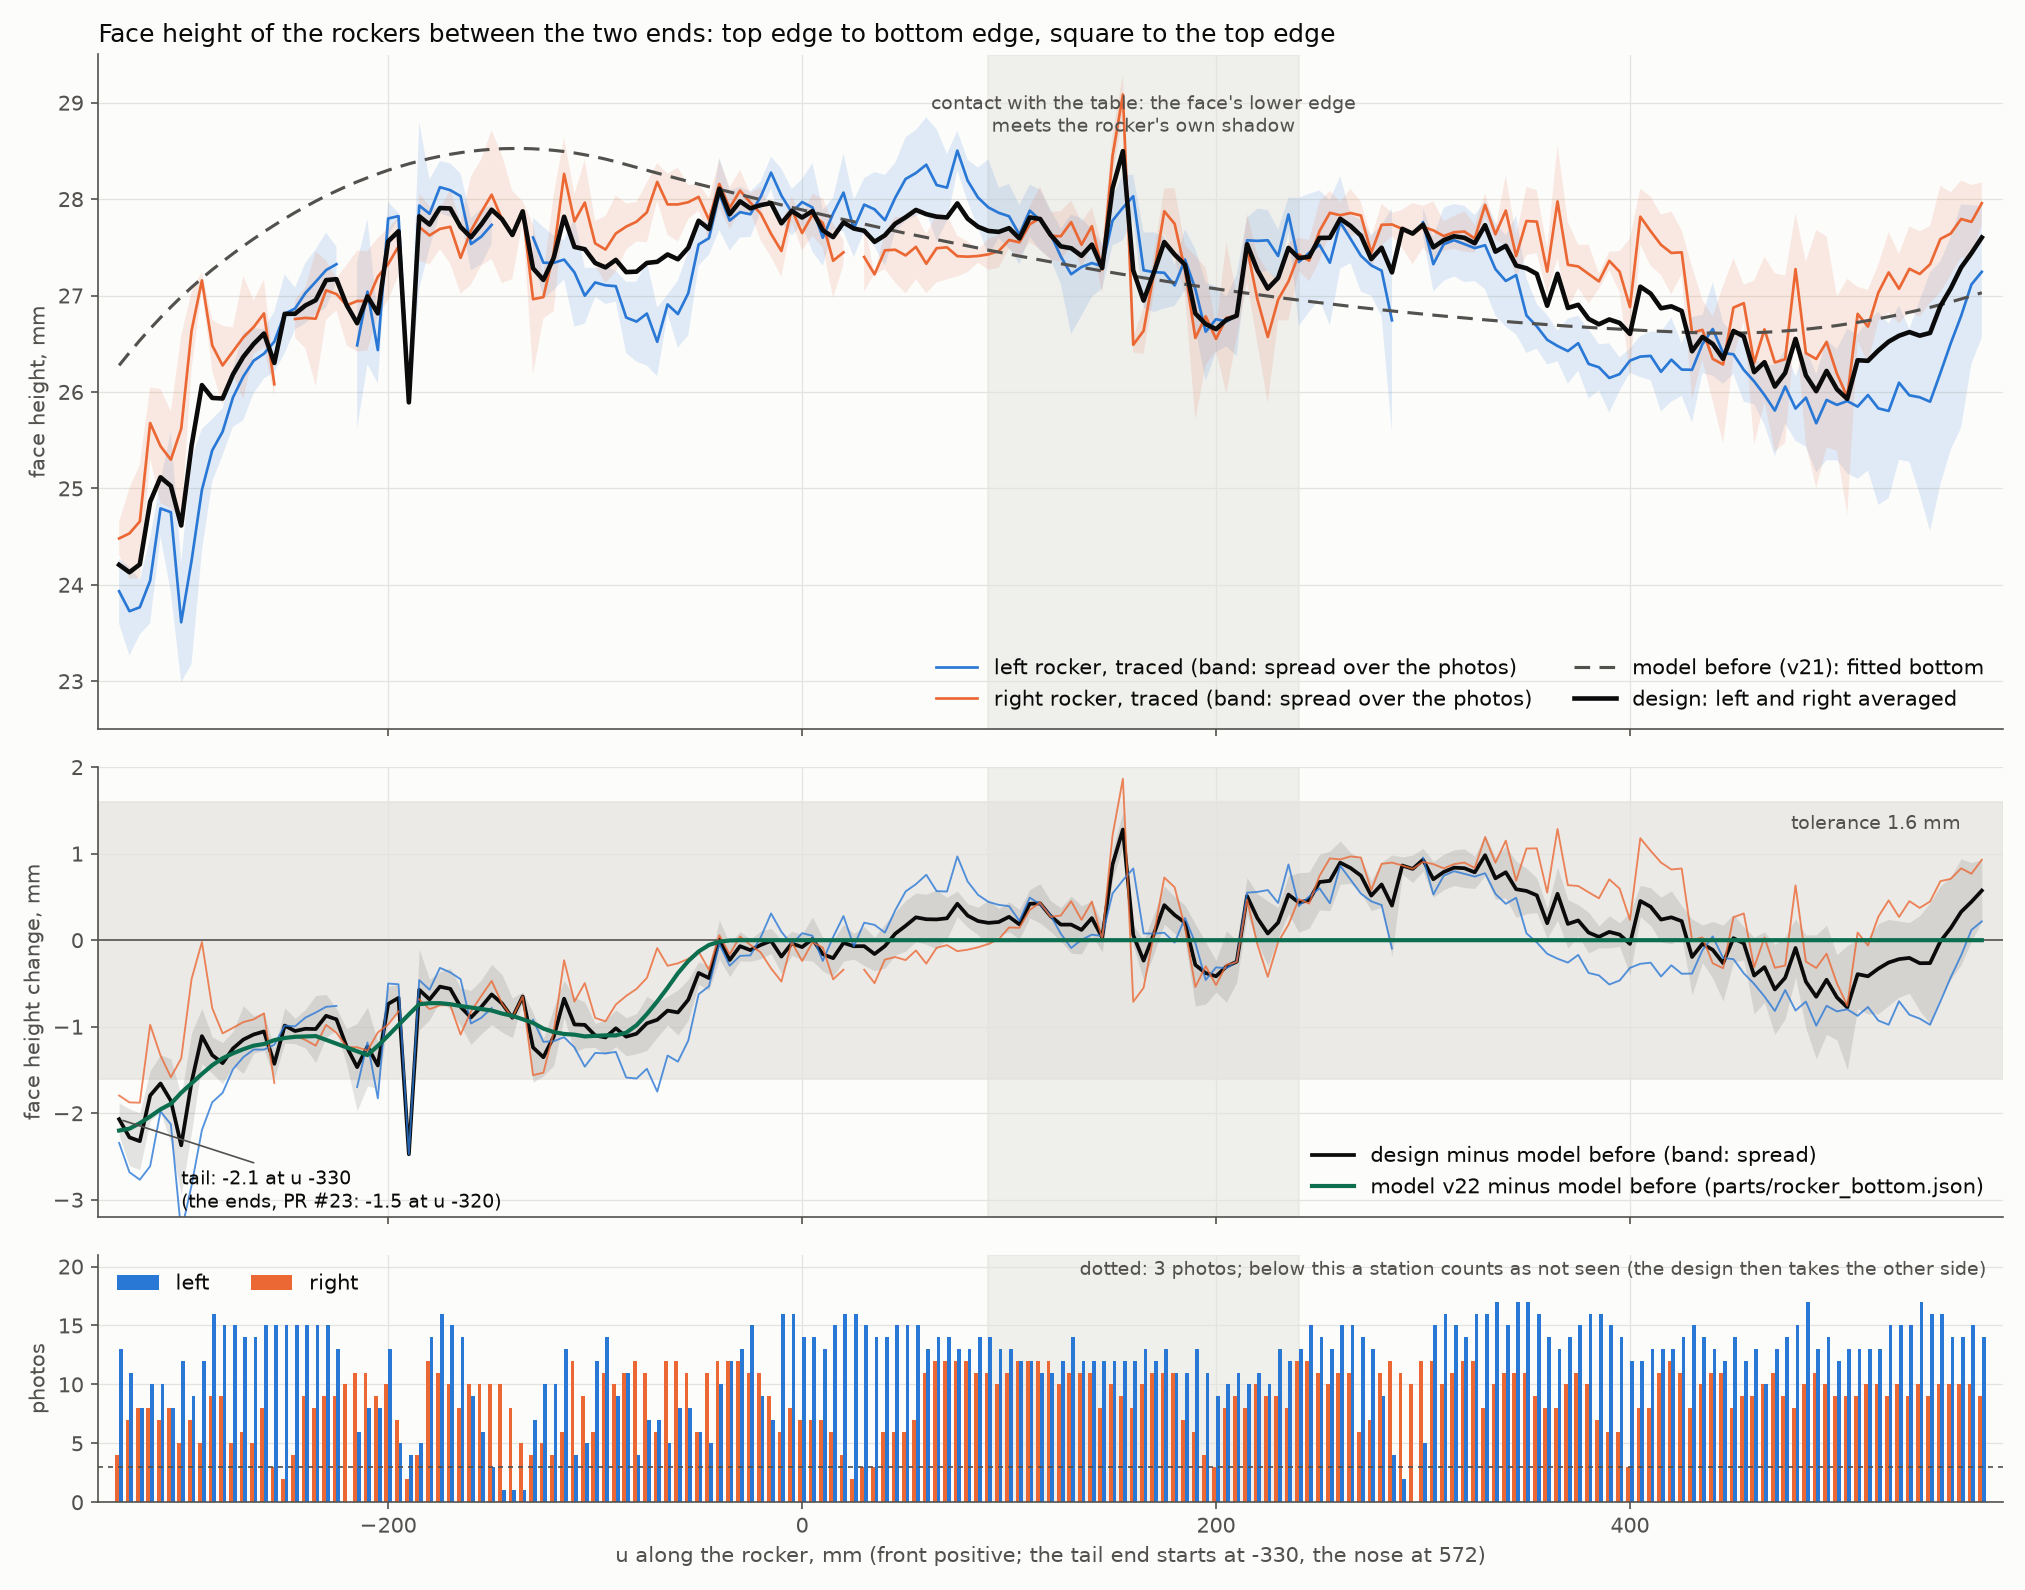 Face height of the rockers between the two ends: top edge to bottom edge, square to the top edge
contact with the table: the face's lower edge
meets the rocker's own shadow
face height, mm
29
28
27
26
25
24
23
left rocker, traced (band: spread over the photos)
right rocker, traced (band: spread over the photos)
model before (v21): fitted bottom
design: left and right averaged
face height change, mm
2
1
0
−1
−2
−3
tolerance 1.6 mm
tail: -2.1 at u -330
(the ends, PR #23: -1.5 at u -320)
design minus model before (band: spread)
model v22 minus model before (parts/rocker_bottom.json)
photos
20
15
10
5
0
left
right
dotted: 3 photos; below this a station counts as not seen (the design then takes the other side)
−200
0
200
400
u along the rocker, mm (front positive; the tail end starts at -330, the nose at 572)